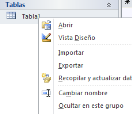 Tablas
Tabla1
Abrir
Vista Diseño
Importar
Exportar
Recopilar y actualizar dat
Cambiar nombre
Ocultar en este grupo